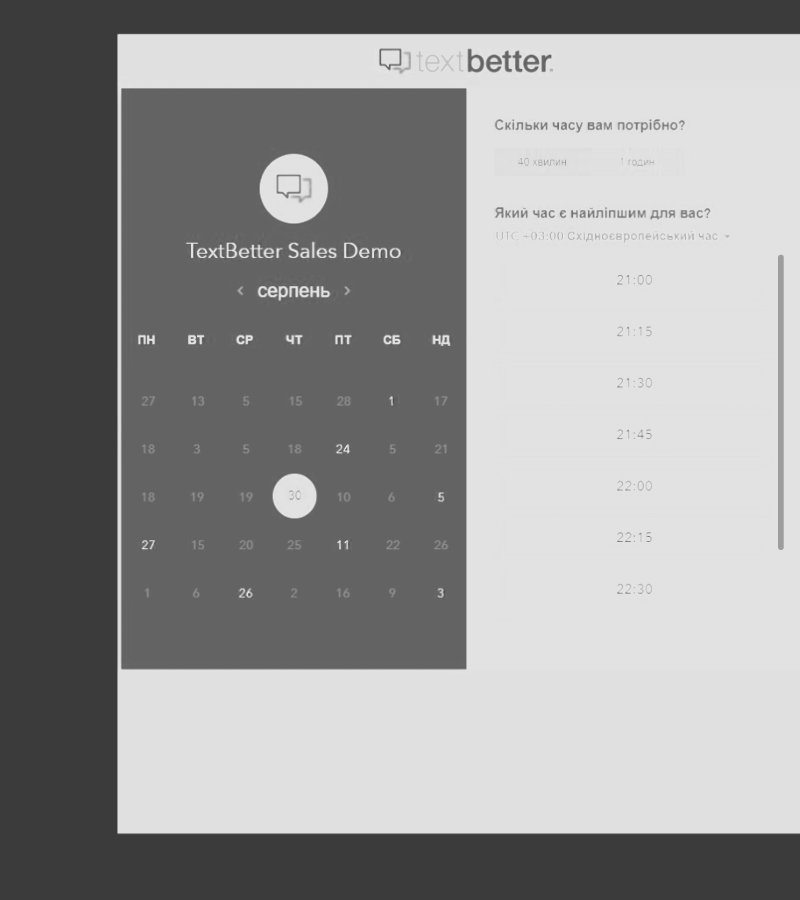 textbetter.
TextBetter Sales Demo
‹ серпень ›
ПН ВТ СР ЧТ ПТ СБ НД
27 13 5 15 28 1 17
18 3 5 18 24 5 21
18 19 19 30 10 6 5
27 15 20 25 11 22 26
1 6 26 2 16 9 3
Скільки часу вам потрібно?
40 хвилин 1 годин
Який час є найліпшим для вас?
UTC +03:00 Східноєвропейський час
21:00
21:15
21:30
21:45
22:00
22:15
22:30